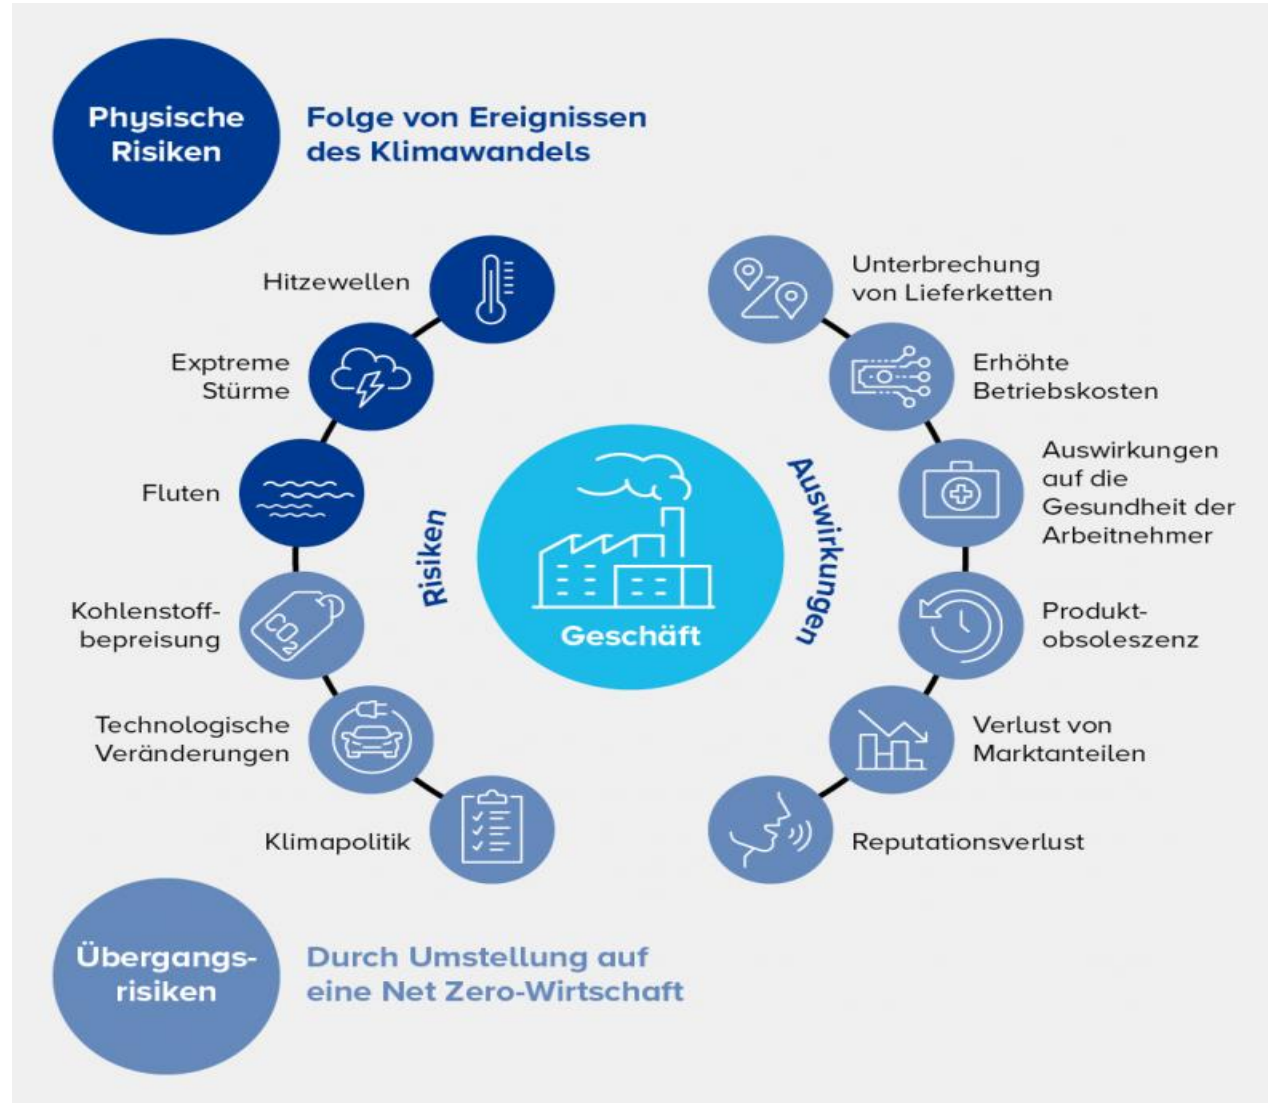 Physische
Risiken
Folge von Ereignissen
des Klimawandels
Hitzewellen
Exptreme
Stürme
Fluten
Kohlenstoff-
bepreisung
CO2
Technologische
Veränderungen
Klimapolitik
Risiken
Geschäft
Auswirkungen
Unterbrechung
von Lieferketten
Erhöhte
Betriebskosten
Auswirkungen
auf die
Gesundheit der
Arbeitnehmer
Produkt-
obsoleszenz
Verlust von
Marktanteilen
Reputationsverlust
Übergangs-
risiken
Durch Umstellung auf
eine Net Zero-Wirtschaft